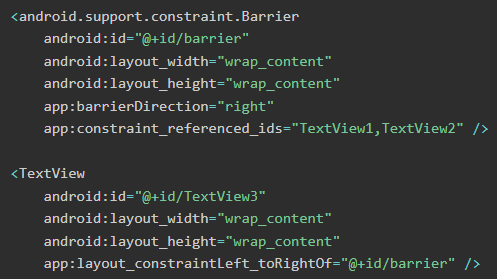 <android.support.constraint.Barrier
    android:id="@+id/barrier"
    android:layout_width="wrap_content"
    android:layout_height="wrap_content"
    app:barrierDirection="right"
    app:constraint_referenced_ids="TextView1,TextView2" />

<TextView
    android:id="@+id/TextView3"
    android:layout_width="wrap_content"
    android:layout_height="wrap_content"
    app:layout_constraintLeft_toRightOf="@+id/barrier" />